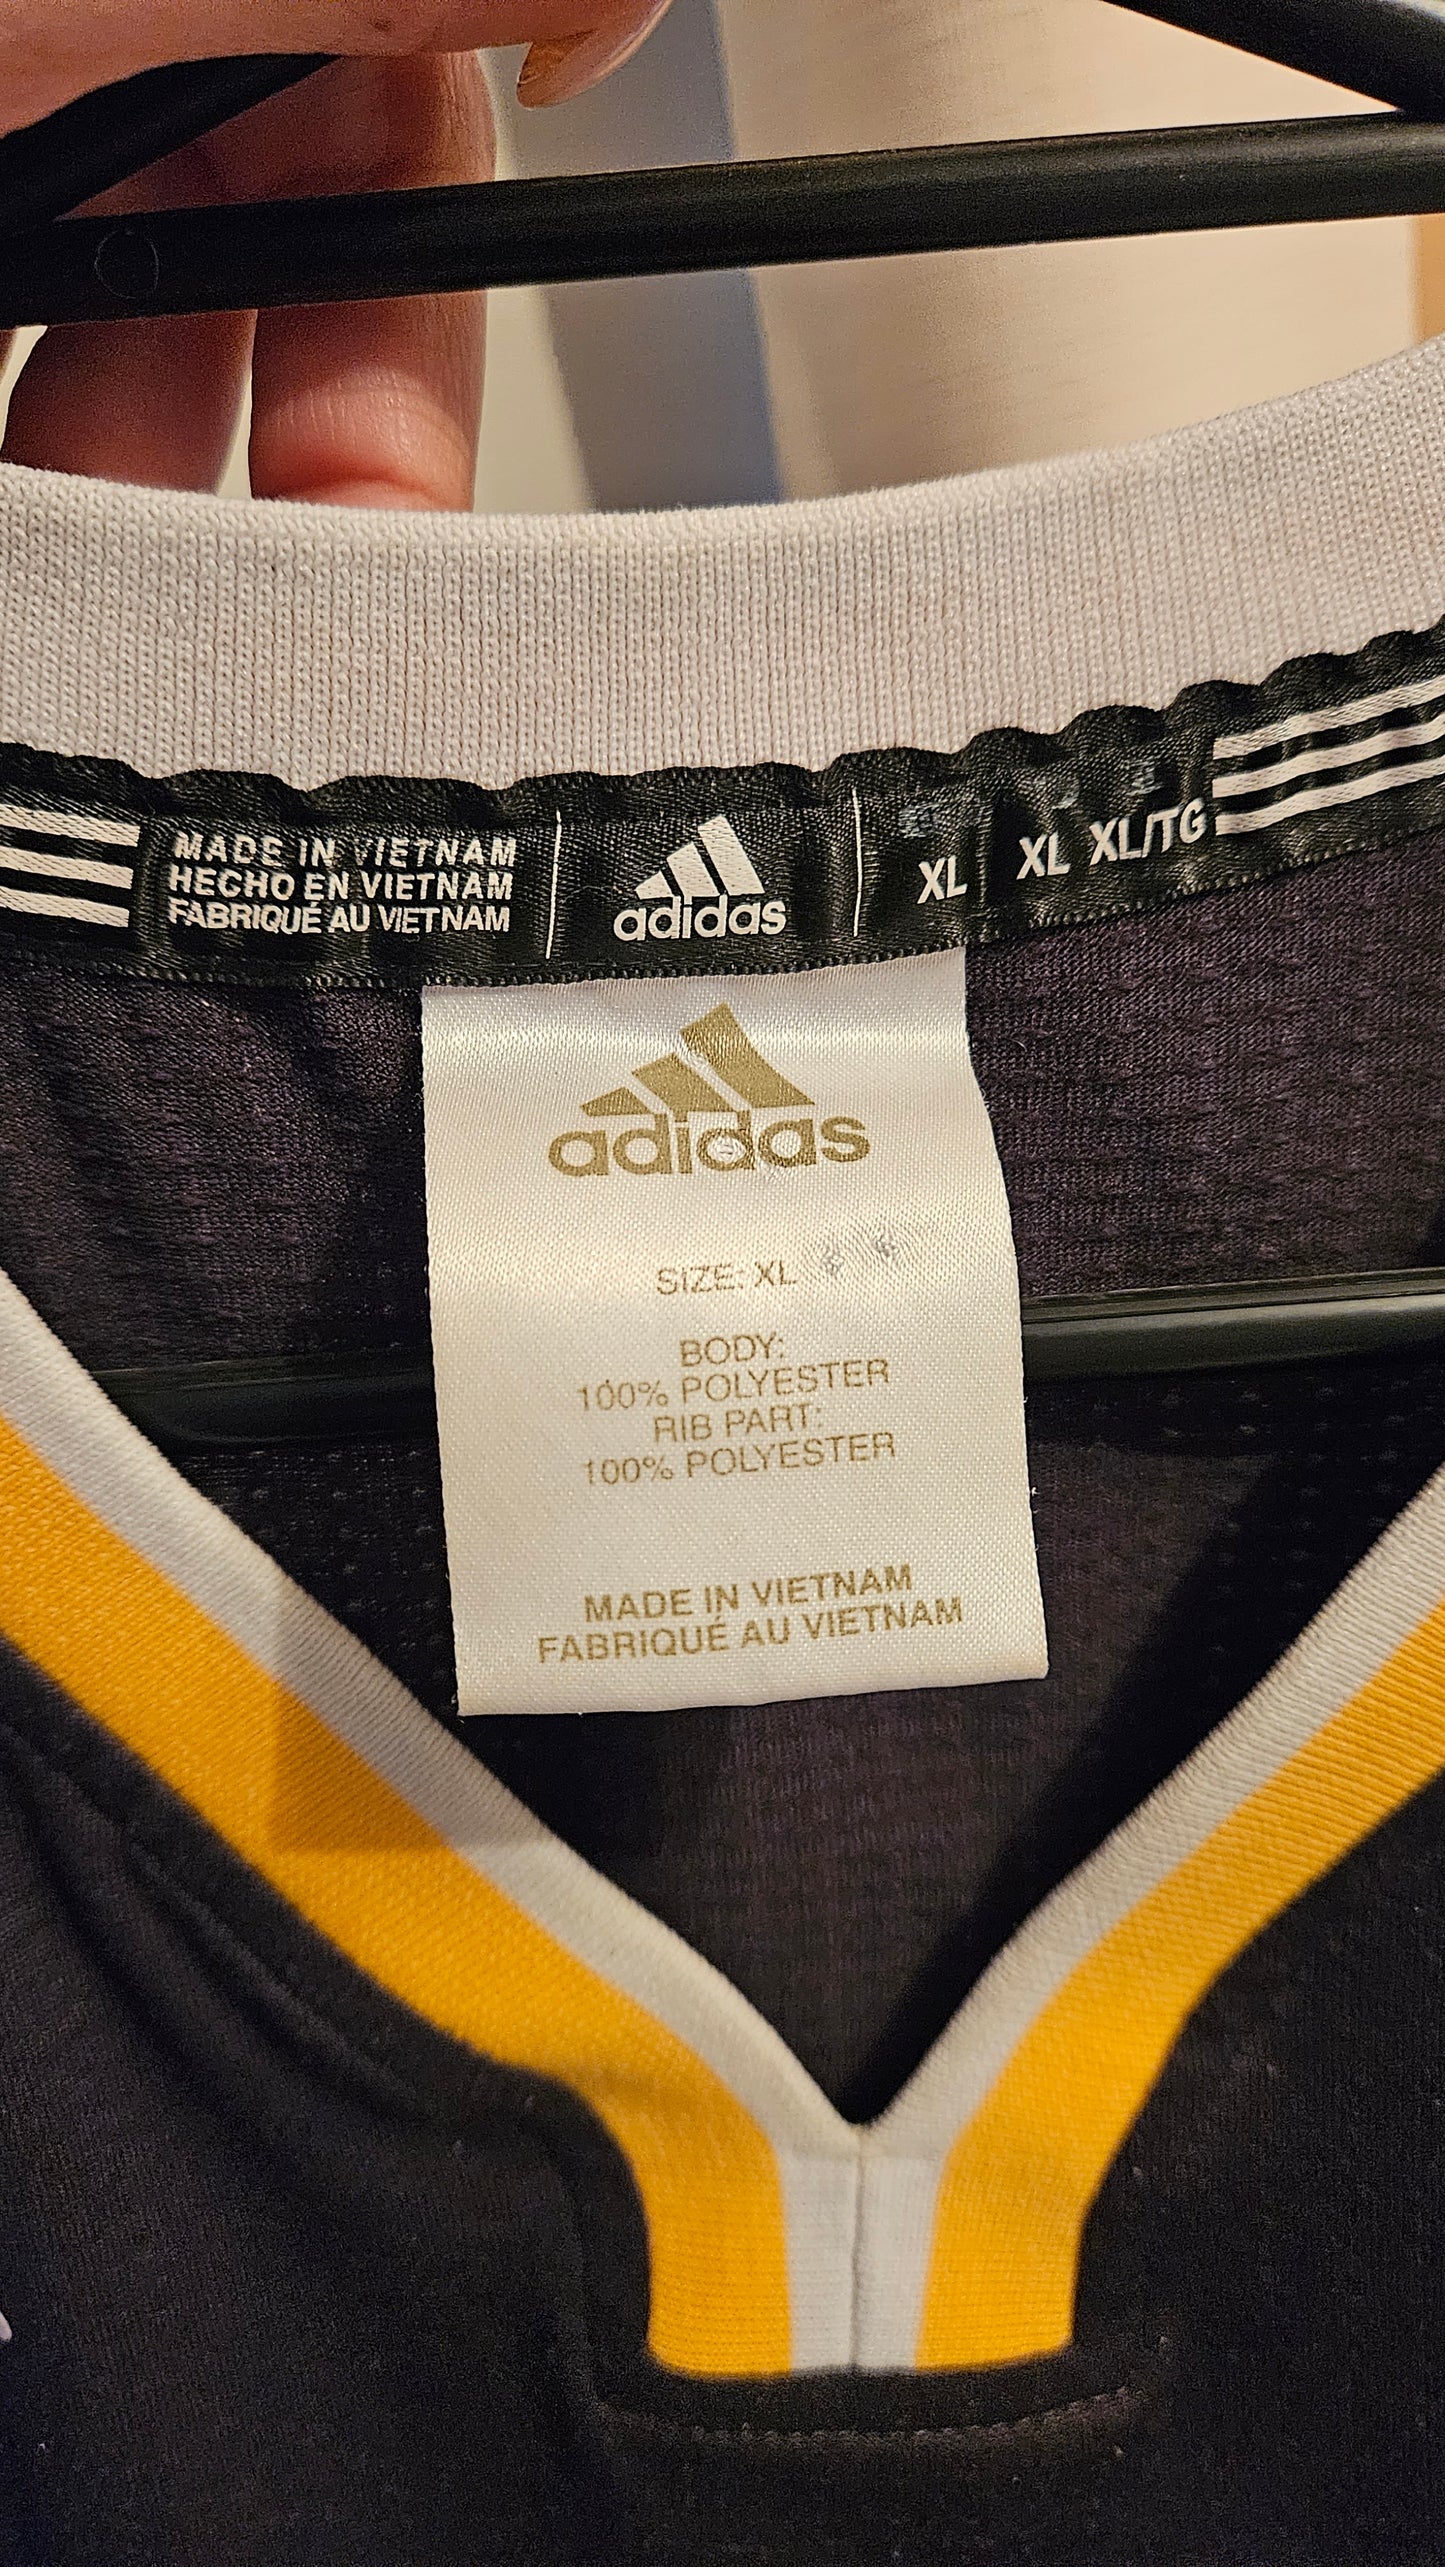 MADE IN VIETNAM
HECHO EN VIETNAM
FABRIQUÉ AU VIETNAM
adidas
XL
XL
XL/TG
adidas
SIZE: XL
BODY:
100% POLYESTER
RIB PART:
100% POLYESTER
MADE IN VIETNAM
FABRIQUÉ AU VIETNAM